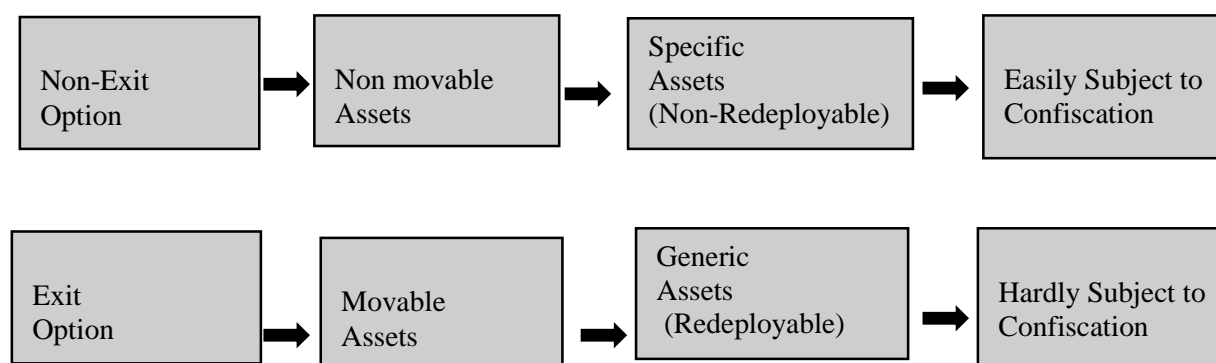 Non-Exit
Option
Non movable
Assets
Specific
Assets
(Non-Redeployable)
Easily Subject to
Confiscation
Exit
Option
Movable
Assets
Generic
Assets
(Redeployable)
Hardly Subject to
Confiscation